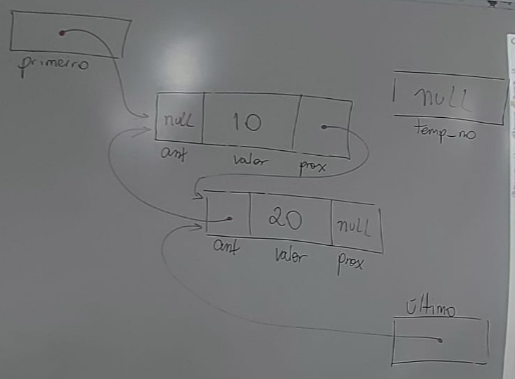 primeiro
null 10
ant valor prox
null
temp_no
20 null
ant valor prox
último